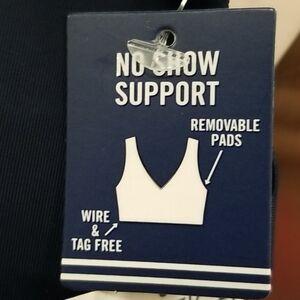 NO SHOW
SUPPORT
REMOVABLE
PADS
WIRE
&
TAG FREE